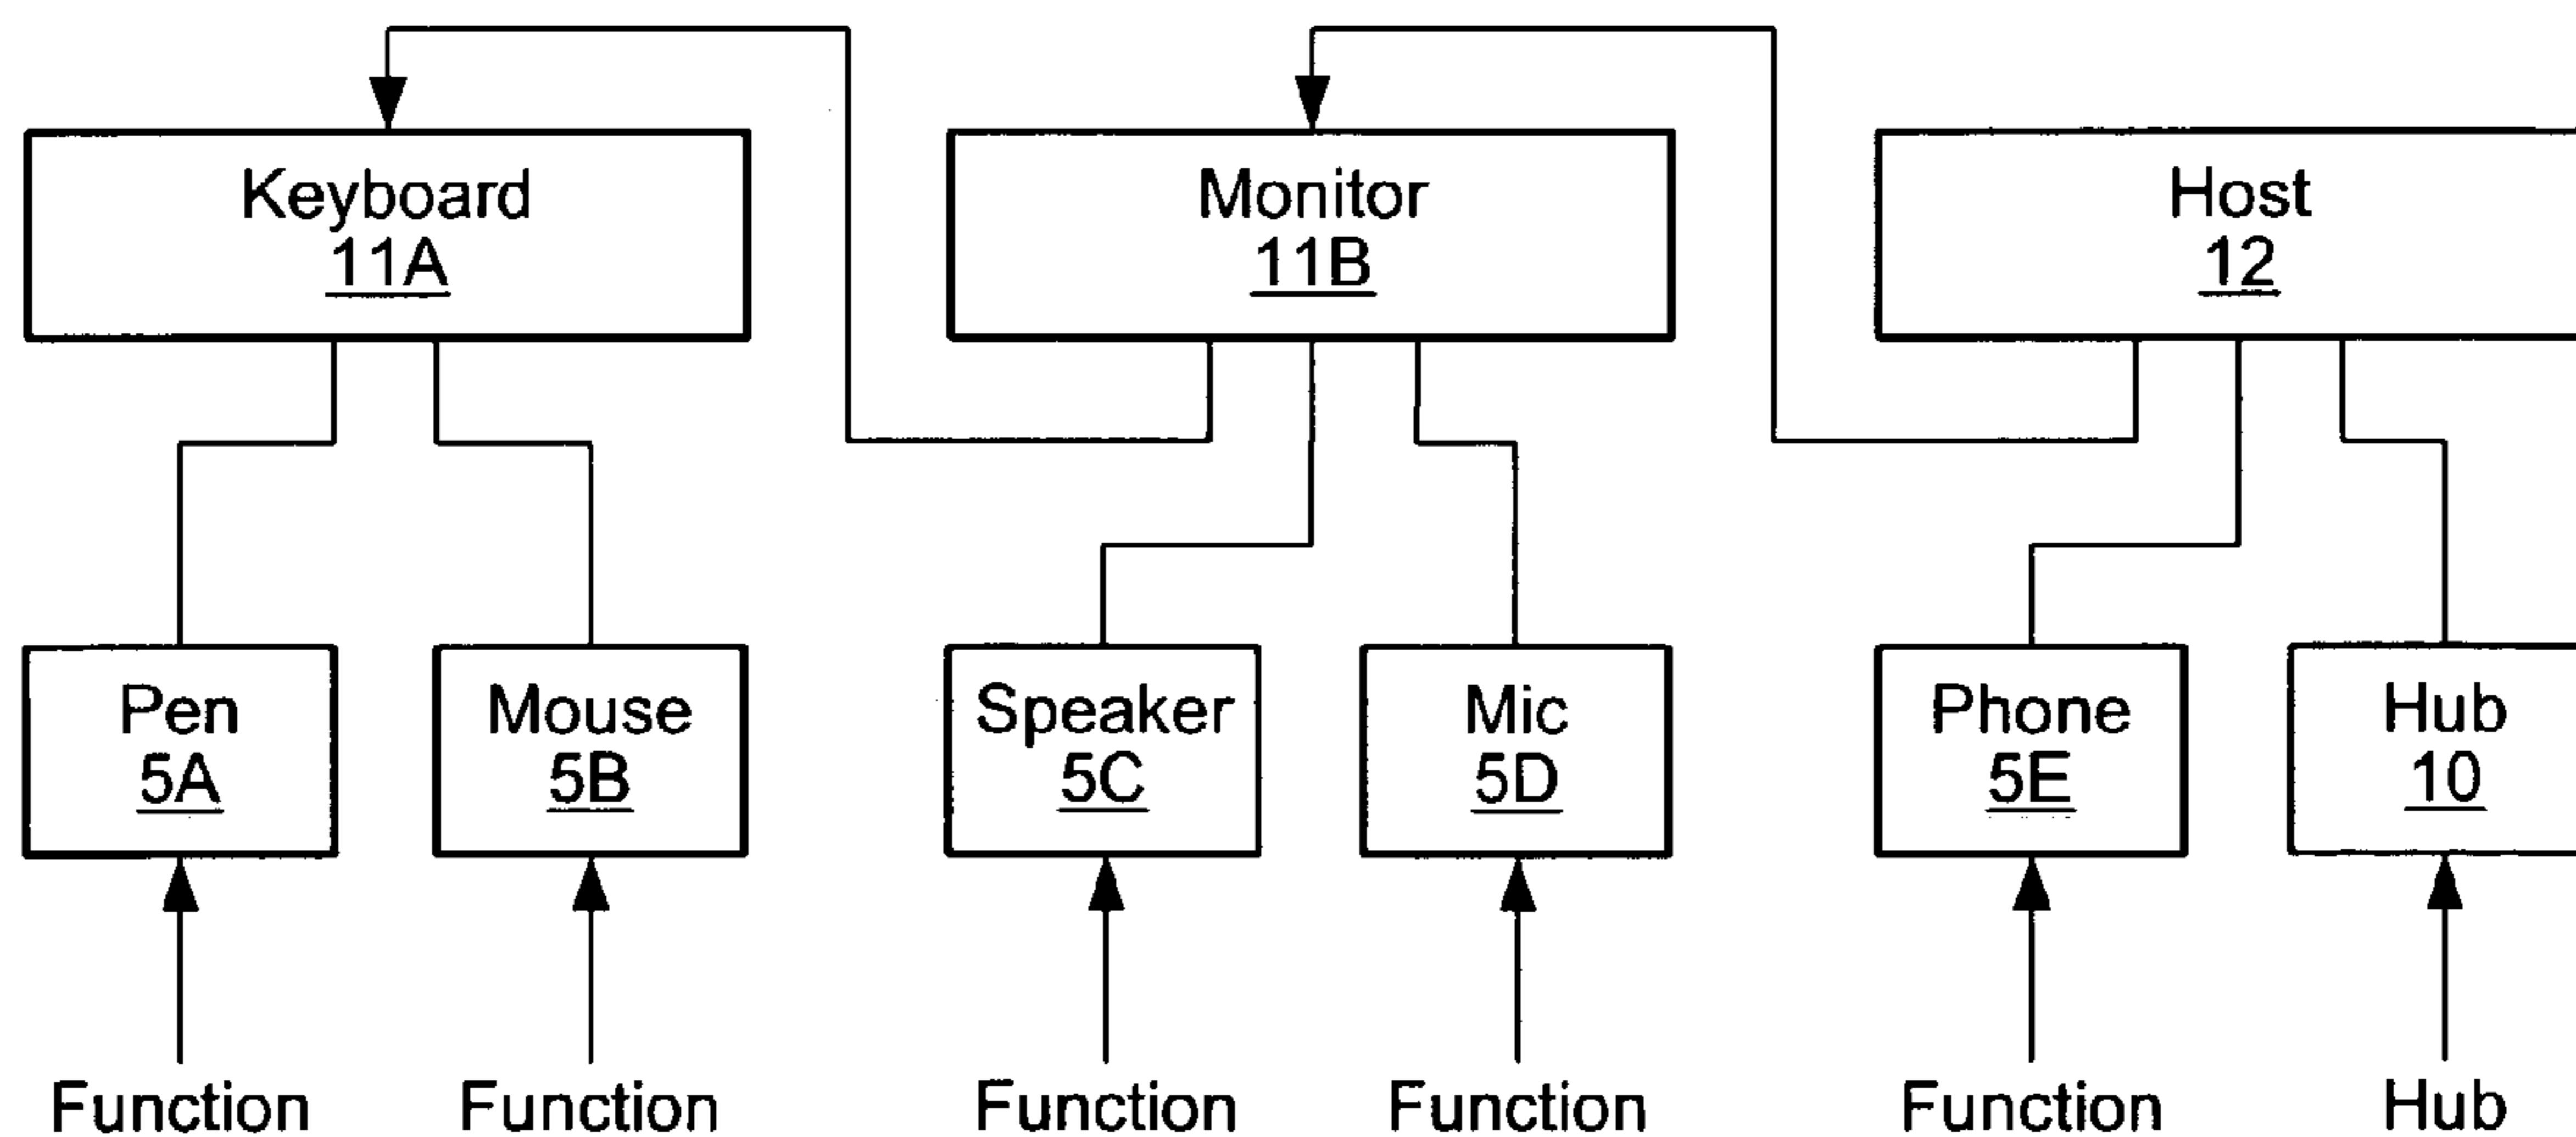 Keyboard
11A
Monitor
11B
Host
12
Pen
5A
Mouse
5B
Speaker
5C
Mic
5D
Phone
5E
Hub
10
Function
Function
Function
Function
Function
Hub